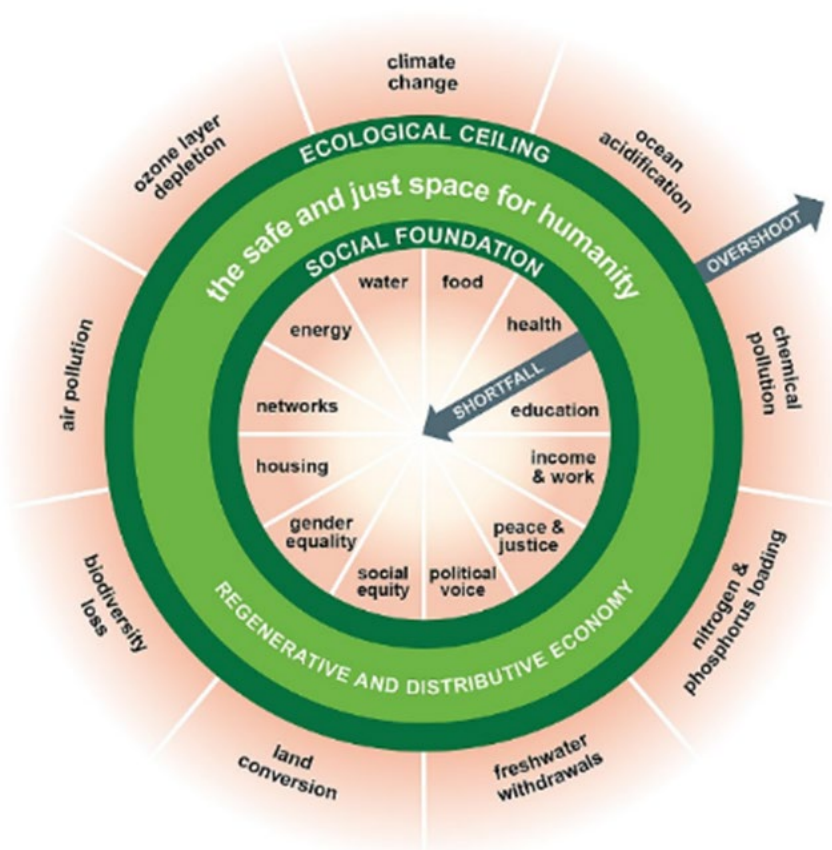 climate
change
ocean
acidification
OVERSHOOT
chemical
pollution
nitrogen &
phosphorus loading
freshwater
withdrawals
land
conversion
biodiversity
loss
air pollution
ozone layer
depletion
ECOLOGICAL CEILING
the safe and just space for humanity
SOCIAL FOUNDATION
water
food
health
SHORTFALL
education
income
& work
peace &
justice
political
voice
social
equity
gender
equality
housing
networks
energy
REGENERATIVE AND DISTRIBUTIVE ECONOMY